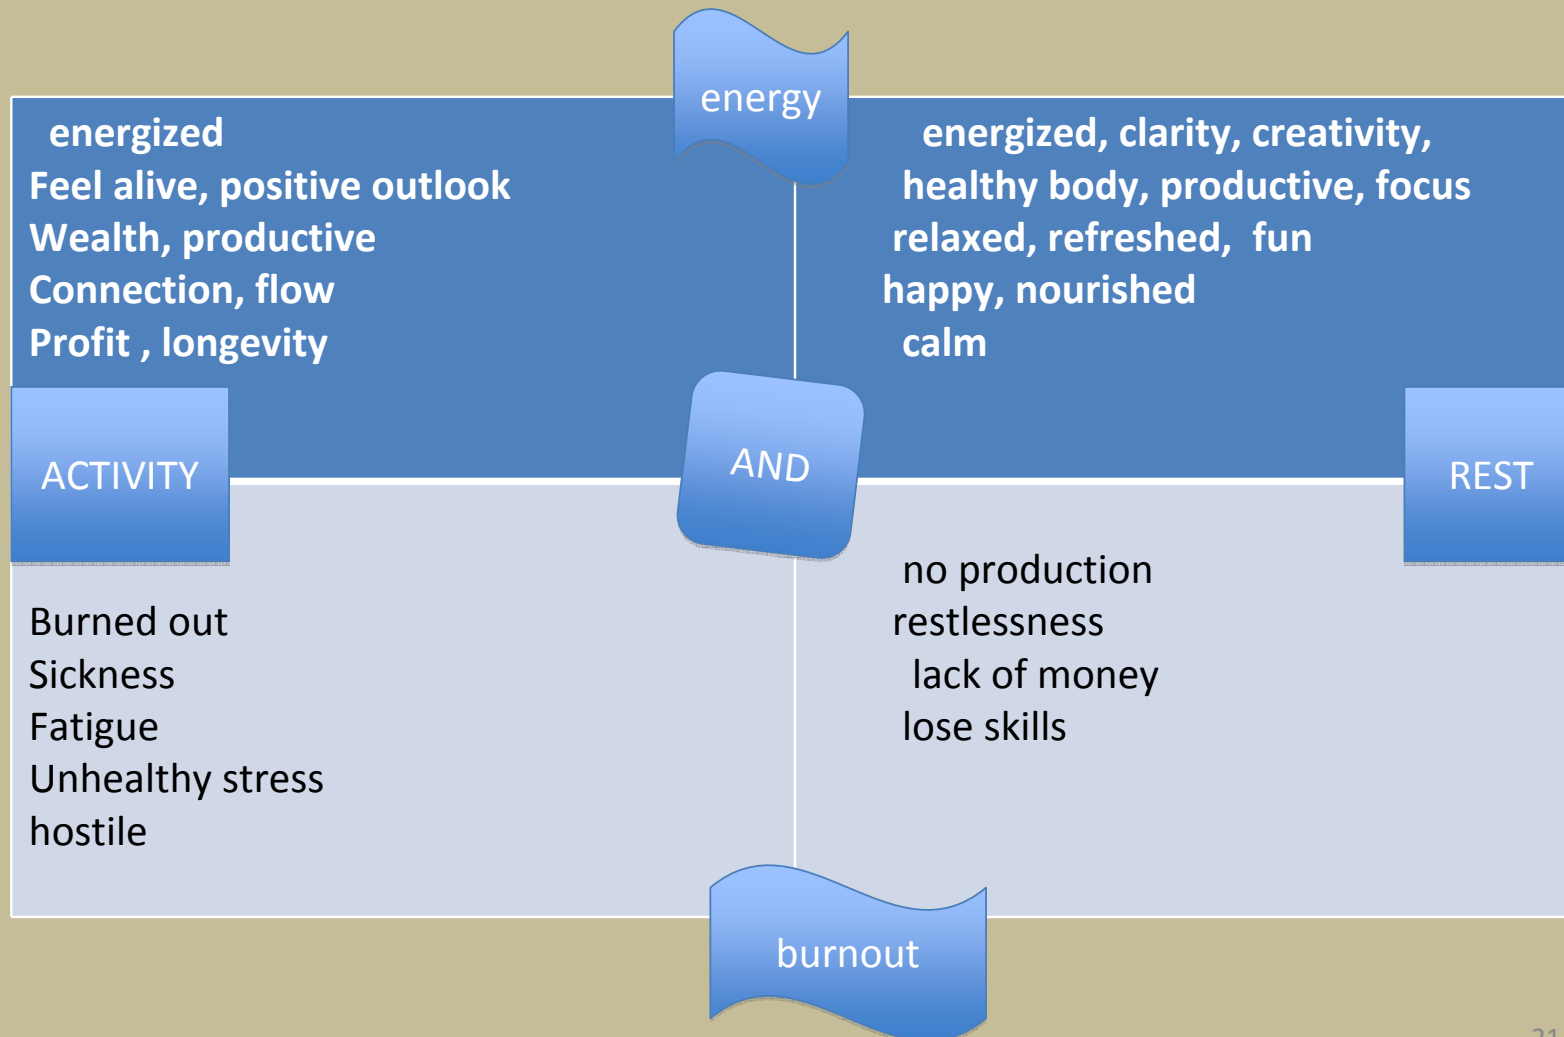 energy
energized
Feel alive, positive outlook
Wealth, productive
Connection, flow
Profit , longevity
energized, clarity, creativity,
healthy body, productive, focus
relaxed, refreshed, fun
happy, nourished
calm
ACTIVITY
AND
REST
Burned out
Sickness
Fatigue
Unhealthy stress
hostile
no production
restlessness
lack of money
lose skills
burnout